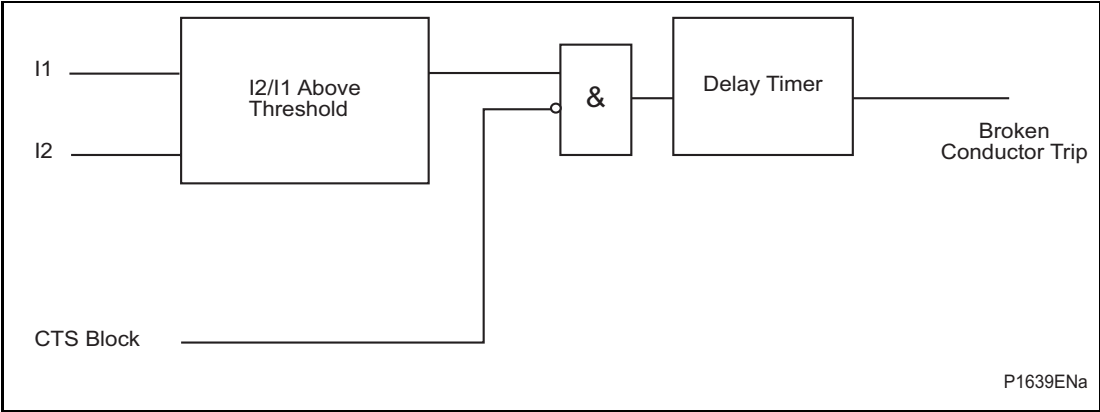 I1
I2
I2/I1 Above
Threshold
&
Delay Timer
Broken
Conductor Trip
CTS Block
P1639ENa